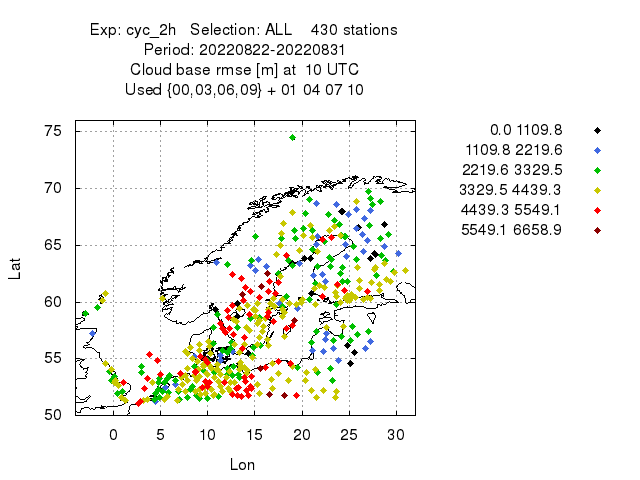 Exp: cyc_2h   Selection: ALL    430 stations
Period: 20220822-20220831
Cloud base rmse [m] at  10 UTC
Used {00,03,06,09} + 01 04 07 10
0.0 1109.8
1109.8 2219.6
2219.6 3329.5
3329.5 4439.3
4439.3 5549.1
5549.1 6658.9
75
70
65
60
55
50
Lat
0 5 10 15 20 25 30
Lon